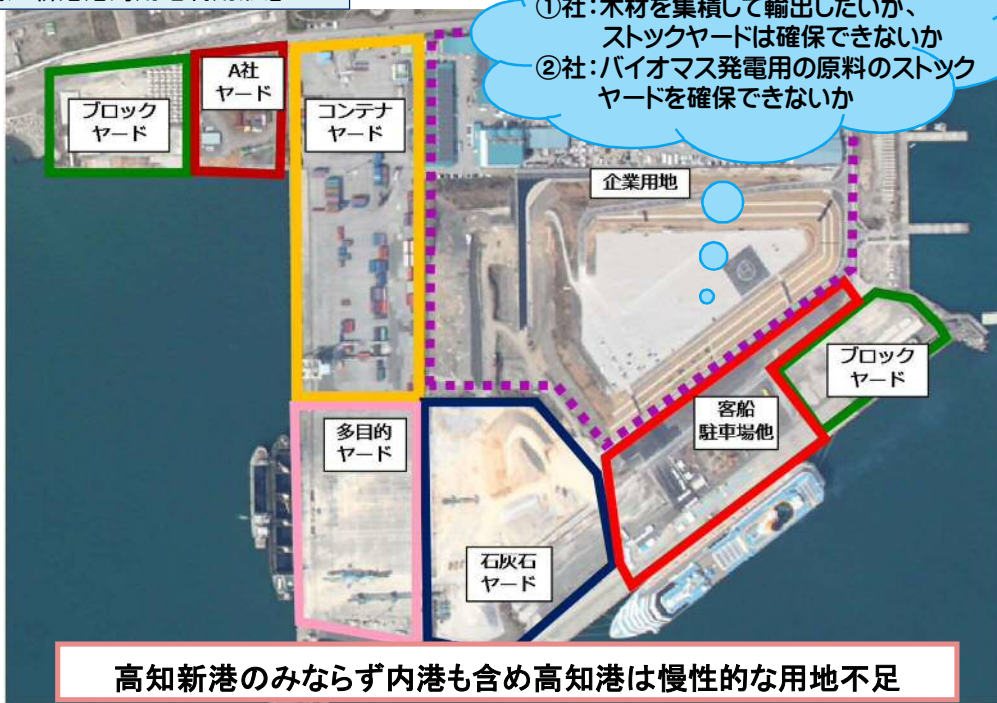 ①社：木材を集積して輸出したいが、
ストックヤードは確保できないか
②社：バイオマス発電用の原料のストック
ヤードを確保できないか
A社
ヤード
ブロック
ヤード
コンテナ
ヤード
企業用地
ブロック
ヤード
客船
駐車場他
多目的
ヤード
石灰石
ヤード
高知新港のみならず内港も含め高知港は慢性的な用地不足